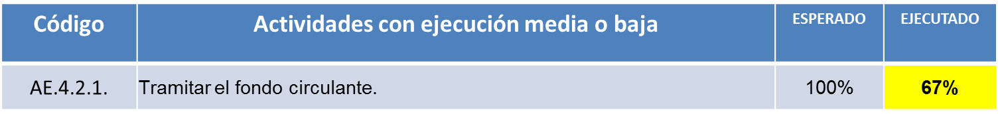 Código Actividades con ejecución media o baja ESPERADO EJECUTADO
AE.4.2.1. Tramitar el fondo circulante. 100% 67%